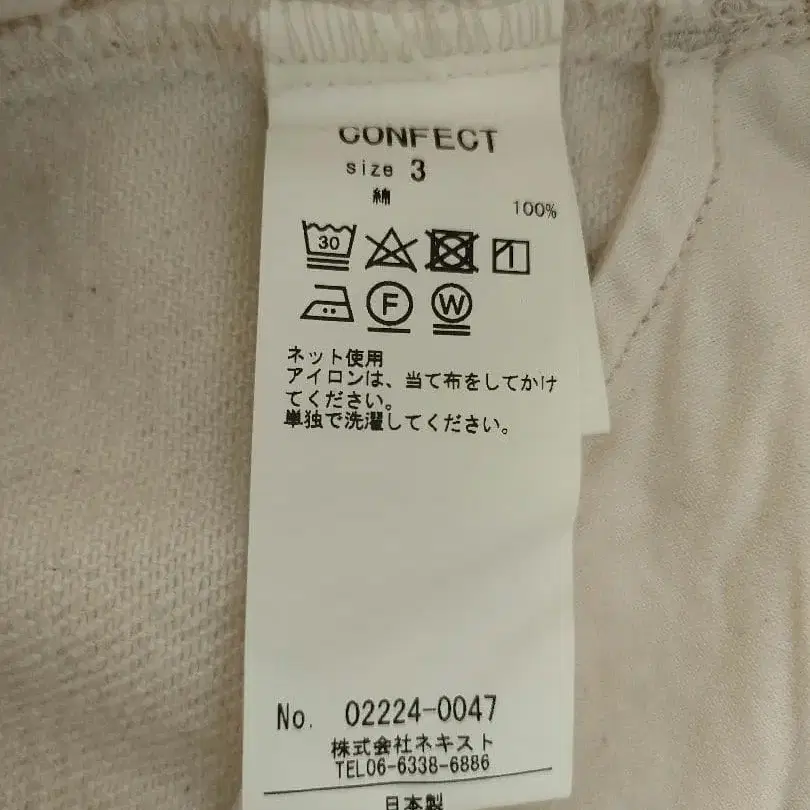 CONFECT
size 3
綿 100%
30
F W
ネット使用
アイロンは、当て布をしてかけ
てください。
単独で洗濯してください。
No. 02224-0047
株式会社ネキスト
TEL06-6338-6886
日本製